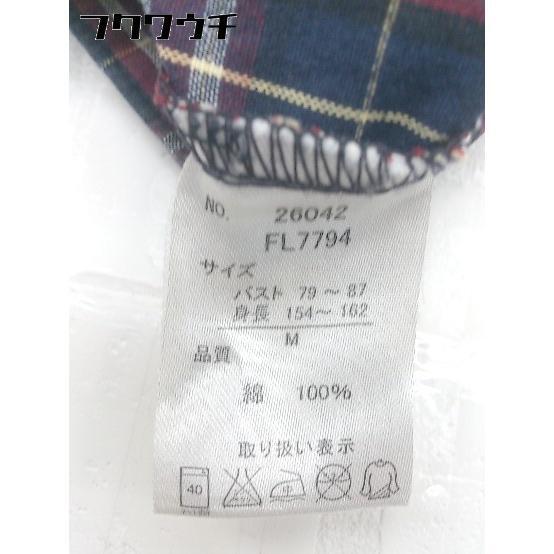 フクワウチ
No. 26042
FL7794
サイズ
バスト 79～87
身長 154～162
M
品質
綿 100%
取り扱い表示
40
中